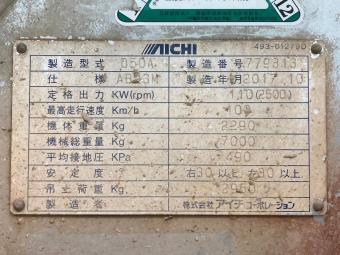 12
AICHI
493-012790
製造型式 D50A 製造番号 779313
仕様 製造年月 2017.10
定格出力 KW(rpm) 110(2500)
最高走行速度 Km/h
機体重量 Kg 2290
機械総重量 Kg 7000
平均接地圧 KPa 490
安定度 右30以上 左30以上
吊上荷重 Kg
製造者 株式会社 アイチコーポレーション